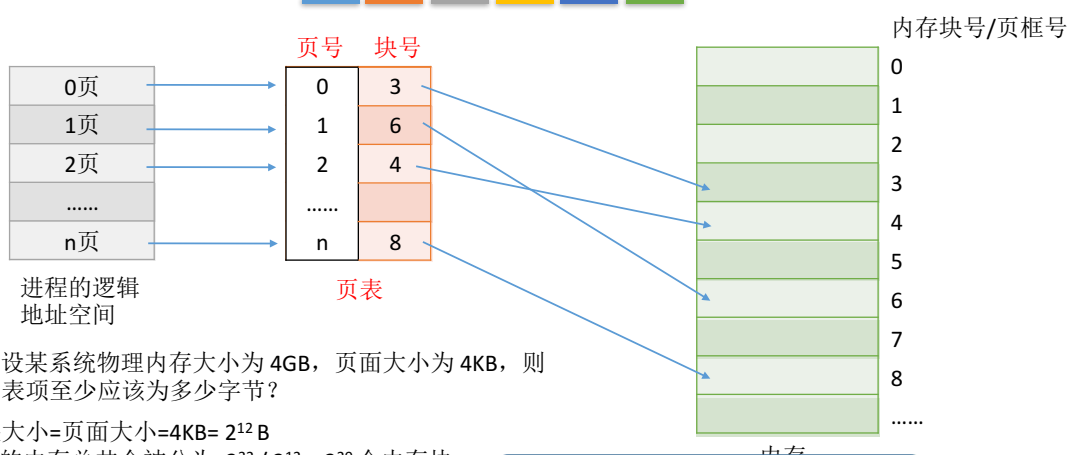 内存块号/页框号
页号 块号
0页 0 3 0
1页 1 6 1
2页 2 4 2
…… …… 3
n页 n 8 4
5
6
7
8
……
进程的逻辑
地址空间
页表
设某系统物理内存大小为 4GB，页面大小为 4KB，则
表项至少应该为多少字节？
大小=页面大小=4KB= 2¹² B